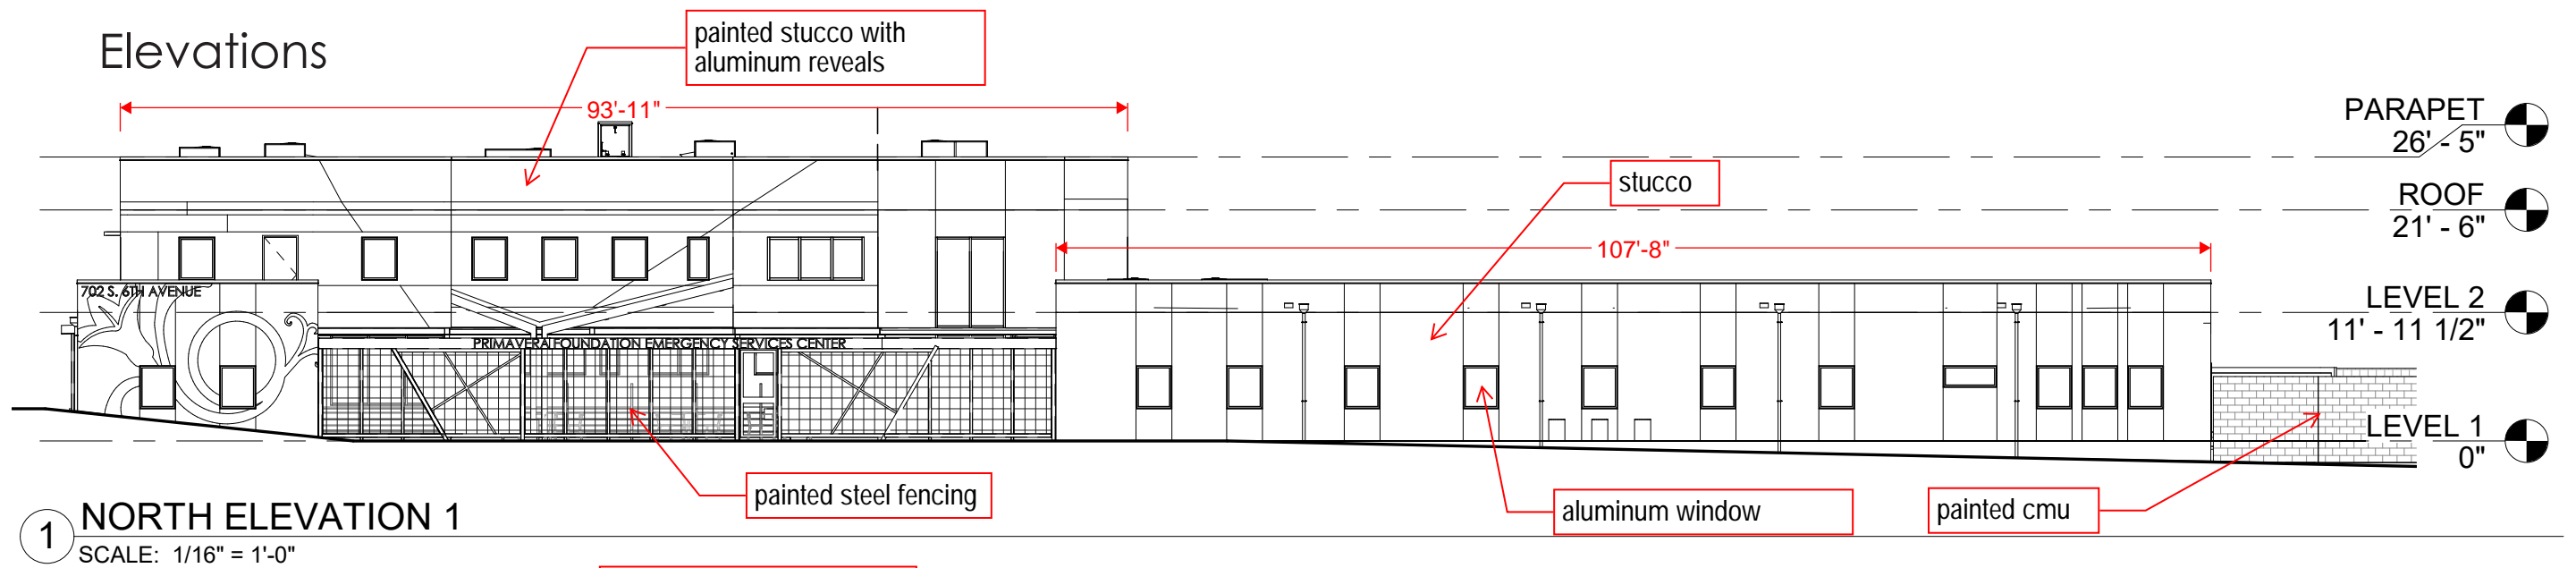 Elevations
painted stucco with
aluminum reveals
93'-11"
PARAPET
26' - 5"
stucco
ROOF
21' - 6"
107'-8"
702 S. 6TH AVENUE
LEVEL 2
11' - 11 1/2"
PRIMAVERA FOUNDATION EMERGENCY SERVICES CENTER
LEVEL 1
0"
painted steel fencing
aluminum window
painted cmu
1
NORTH ELEVATION 1
SCALE: 1/16" = 1'-0"